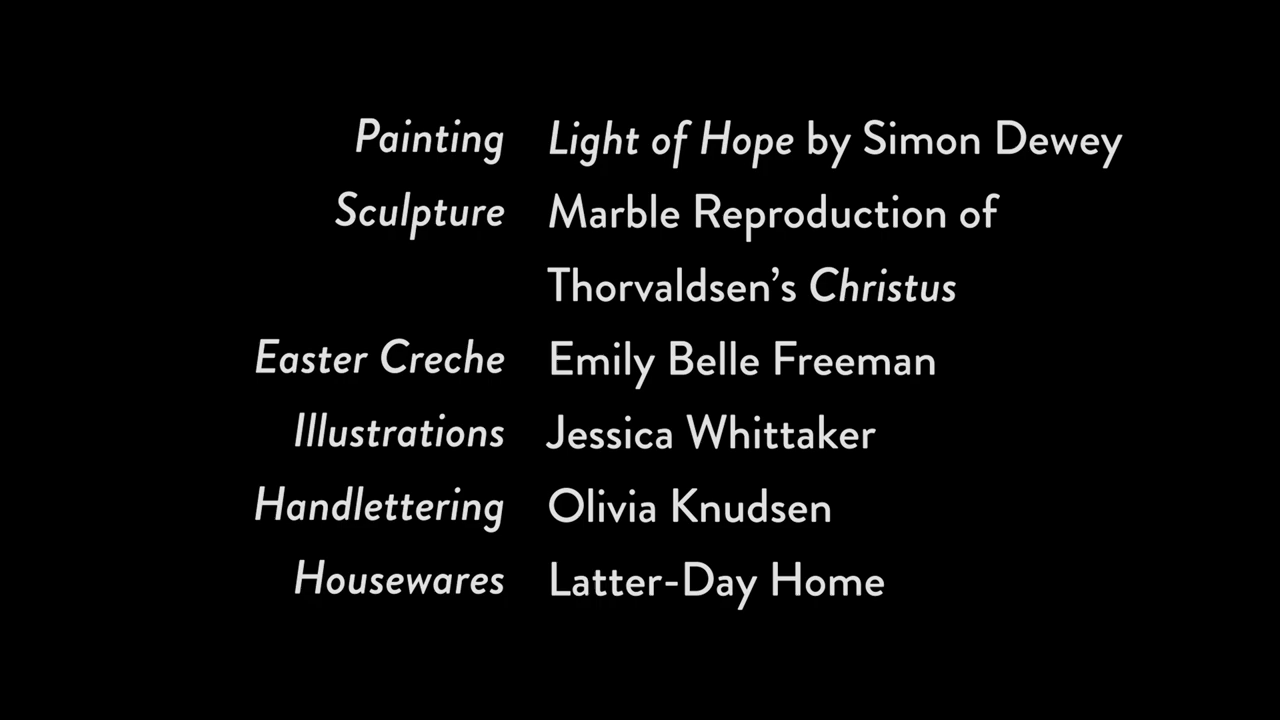 Painting Light of Hope by Simon Dewey
Sculpture Marble Reproduction of
Thorvaldsen’s Christus
Easter Creche Emily Belle Freeman
Illustrations Jessica Whittaker
Handlettering Olivia Knudsen
Housewares Latter-Day Home